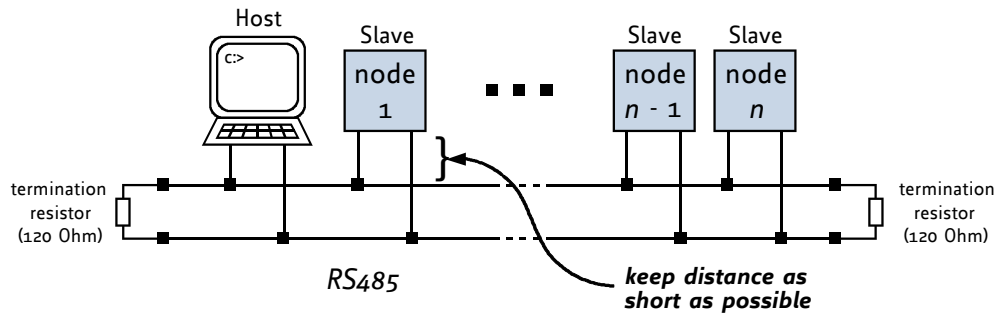 Host
c:>
Slave
node
1
Slave
node
n - 1
Slave
node
n
termination
resistor
(120 Ohm)
termination
resistor
(120 Ohm)
RS485
keep distance as
short as possible